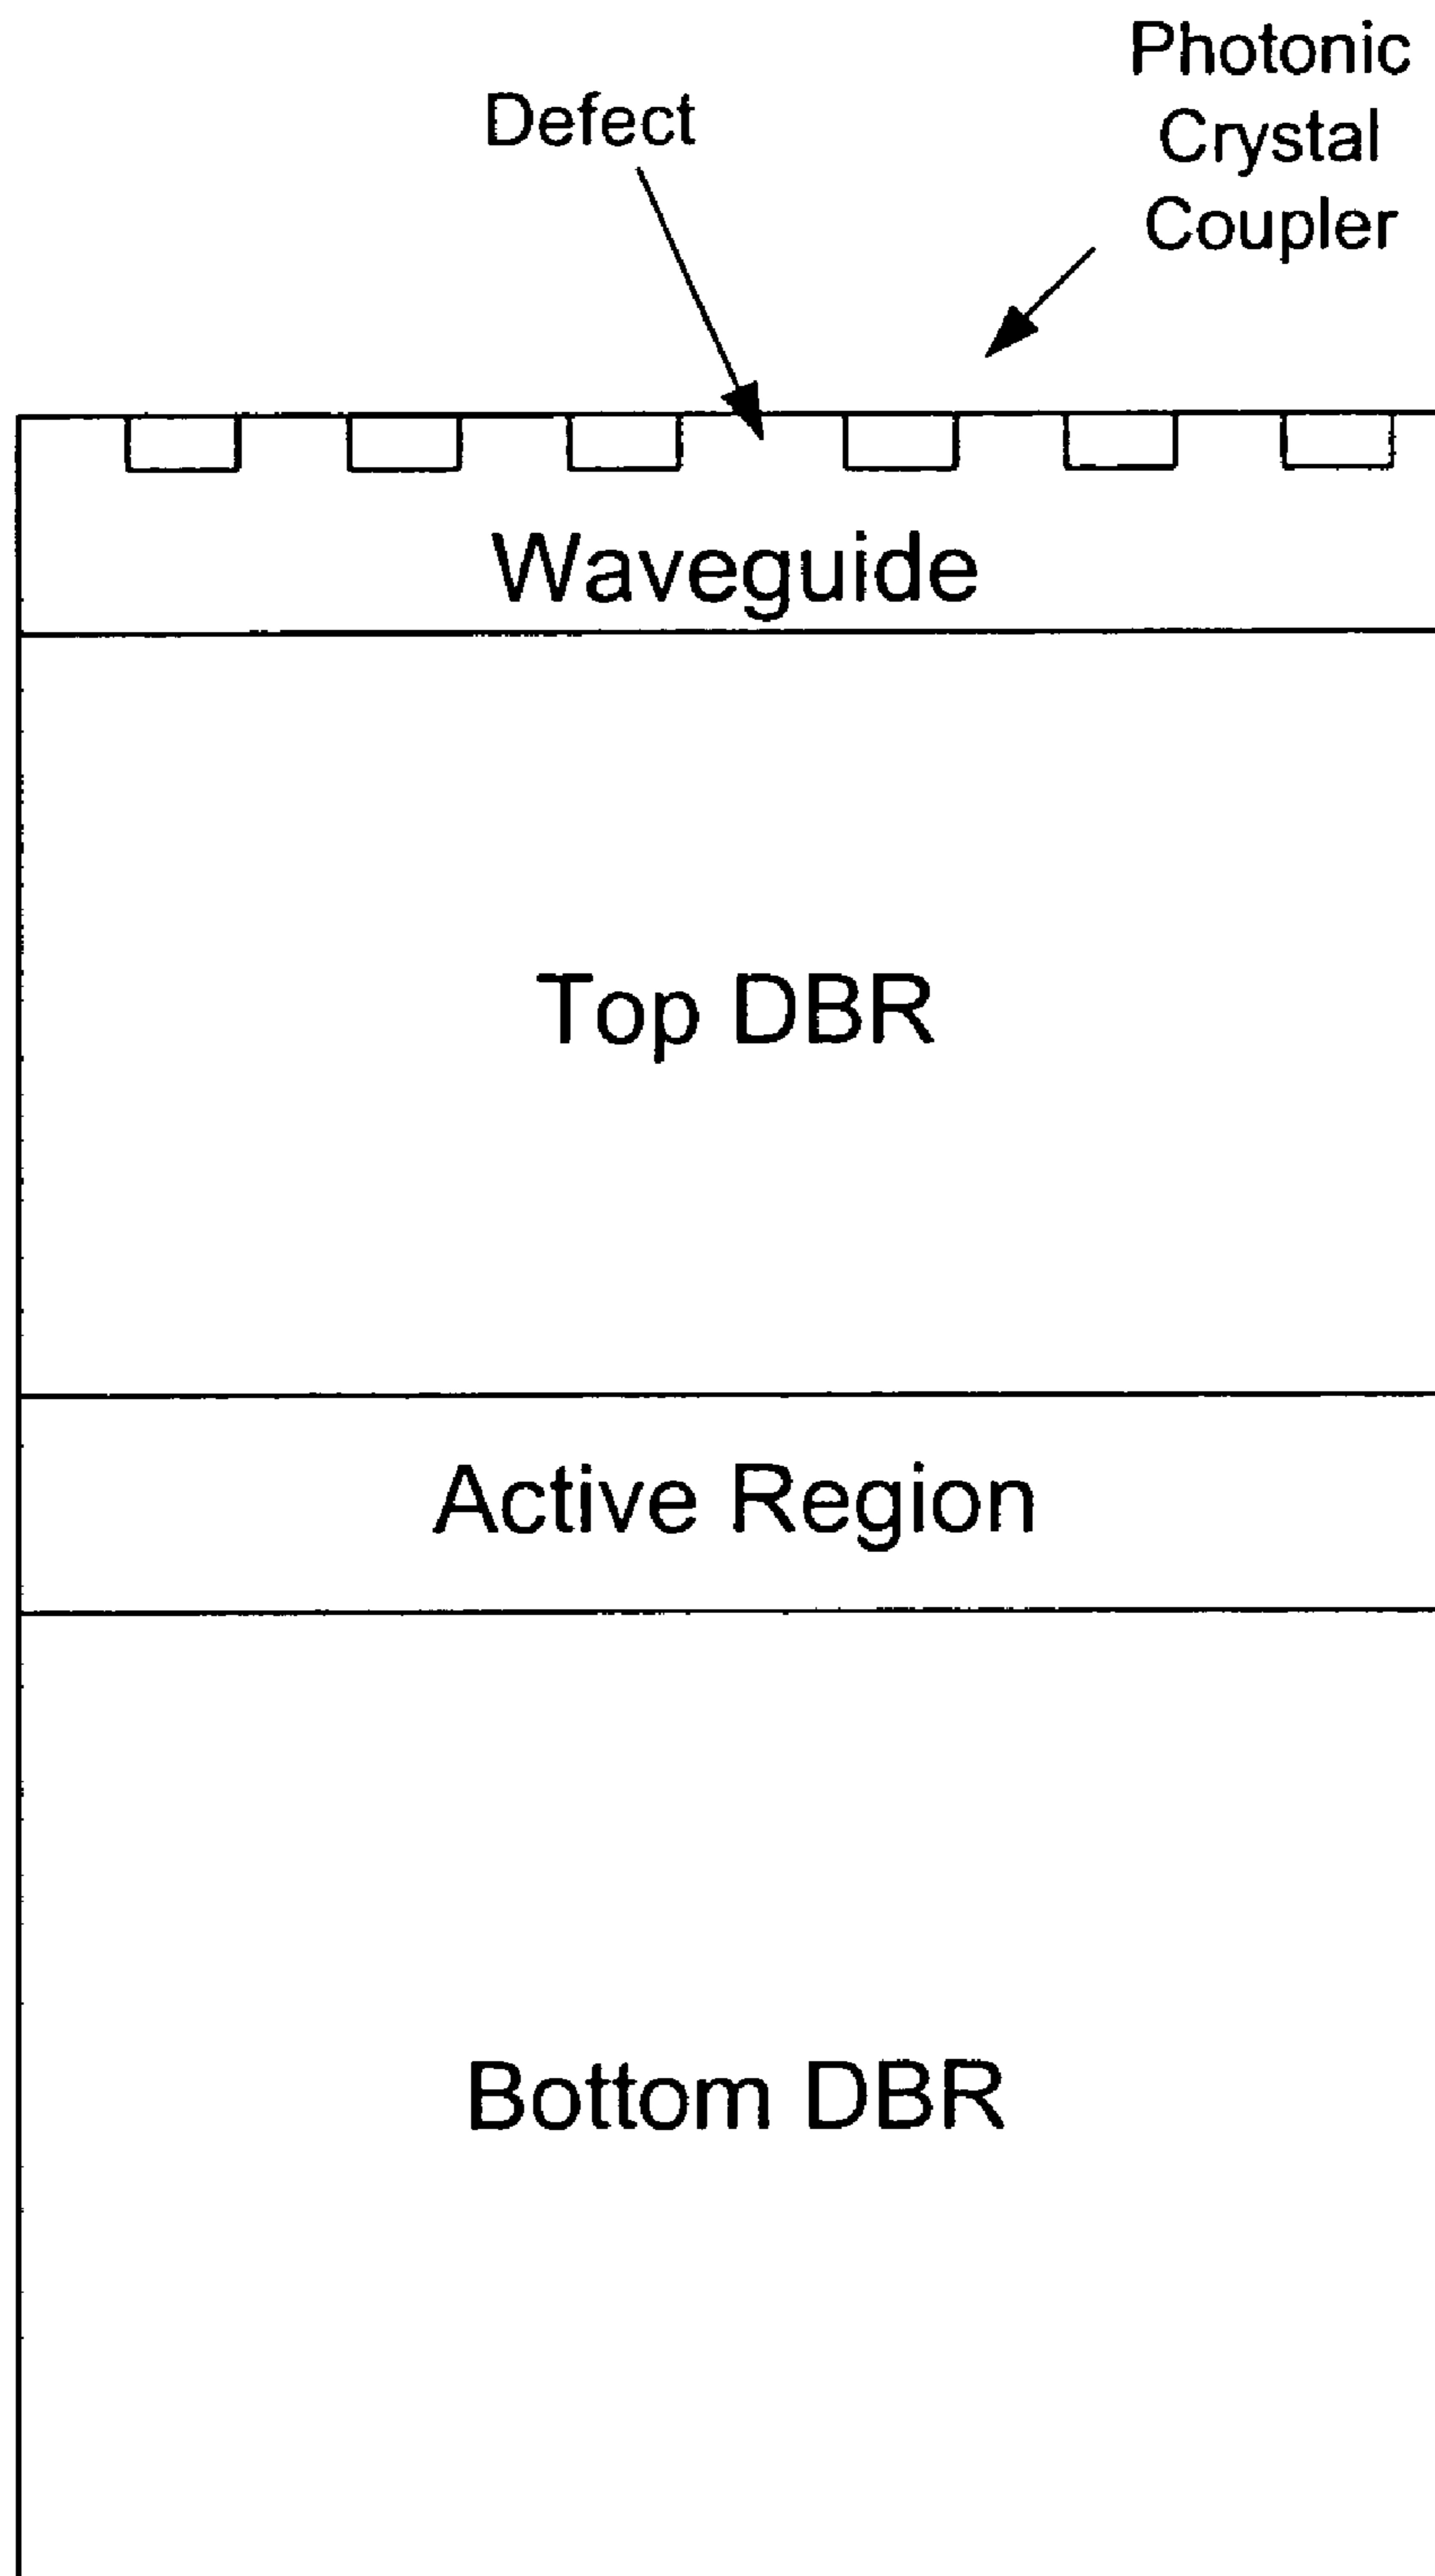 Photonic
Crystal
Coupler
Defect
Waveguide
Top DBR
Active Region
Bottom DBR